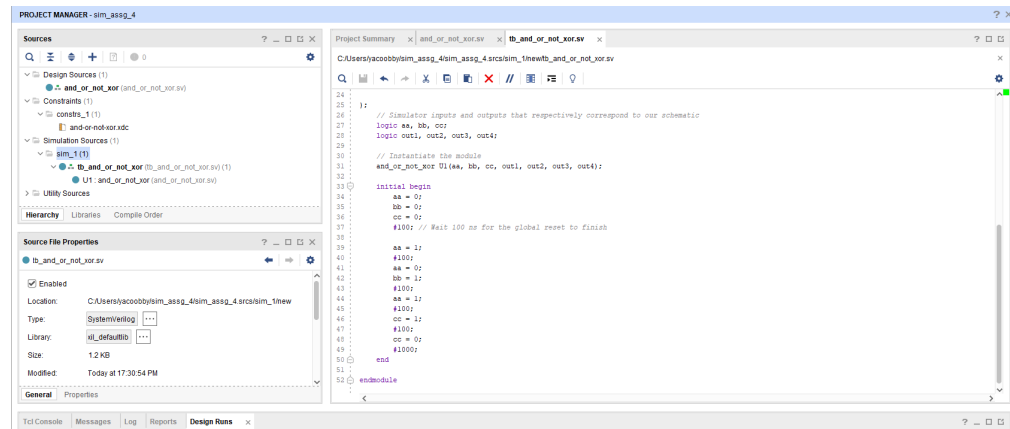 PROJECT MANAGER - sim_assg_4
Sources
0
Design Sources (1)
and_or_not_xor (and_or_not_xor.sv)
Constraints (1)
constrs_1 (1)
and-or-not-xor.xdc
Simulation Sources (1)
sim_1 (1)
tb_and_or_not_xor (tb_and_or_not_xor.sv) (1)
U1 : and_or_not_xor (and_or_not_xor.sv)
Utility Sources
Hierarchy Libraries Compile Order
Source File Properties
tb_and_or_not_xor.sv
Enabled
Location: C:/Users/yacoobby/sim_assg_4/sim_assg_4.srcs/sim_1/new
Type: SystemVerilog
Library: xil_defaultlib
Size: 1.2 KB
Modified: Today at 17:30:54 PM
General Properties
Project Summary × and_or_not_xor.sv × tb_and_or_not_xor.sv ×
C:/Users/yacoobby/sim_assg_4/sim_assg_4.srcs/sim_1/new/tb_and_or_not_xor.sv
24
25 );
26 // Simulator inputs and outputs that respectively correspond to our schematic
27 logic aa, bb, cc;
28 logic out1, out2, out3, out4;
29
30 // Instantiate the module
31 and_or_not_xor U1(aa, bb, cc, out1, out2, out3, out4);
32
33 initial begin
34 aa = 0;
35 bb = 0;
36 cc = 0;
37 #100; // Wait 100 ns for the global reset to finish
38
39 aa = 1;
40 #100;
41 aa = 0;
42 bb = 1;
43 #100;
44 aa = 1;
45 #100;
46 cc = 1;
47 #100;
48 cc = 0;
49 #1000;
50 end
51
52 endmodule
Tcl Console Messages Log Reports Design Runs ×